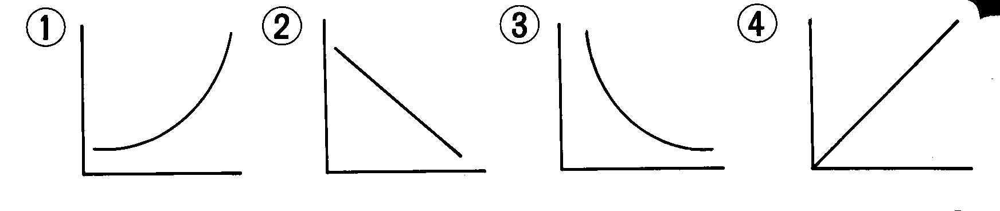 ① ② ③ ④